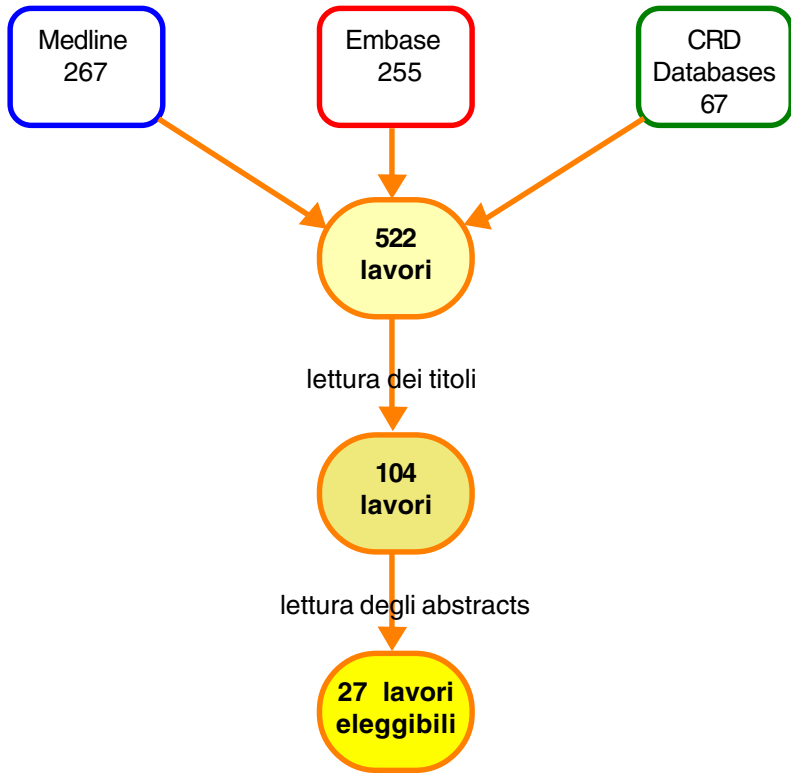 Medline
267
Embase
255
CRD
Databases
67
522
lavori
lettura dei titoli
104
lavori
lettura degli abstracts
27 lavori
eleggibili